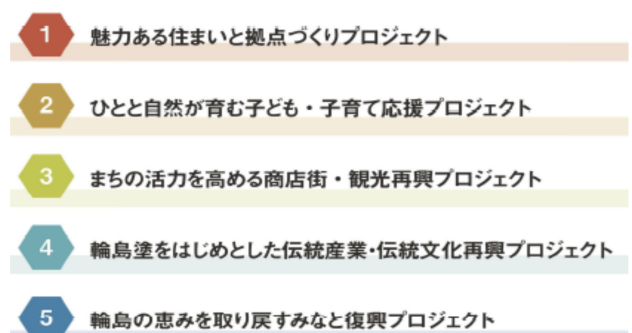 1 魅力ある住まいと拠点づくりプロジェクト
2 ひとと自然が育む子ども・子育て応援プロジェクト
3 まちの活力を高める商店街・観光再興プロジェクト
4 輪島塗をはじめとした伝統産業・伝統文化再興プロジェクト
5 輪島の恵みを取り戻すみなと復興プロジェクト